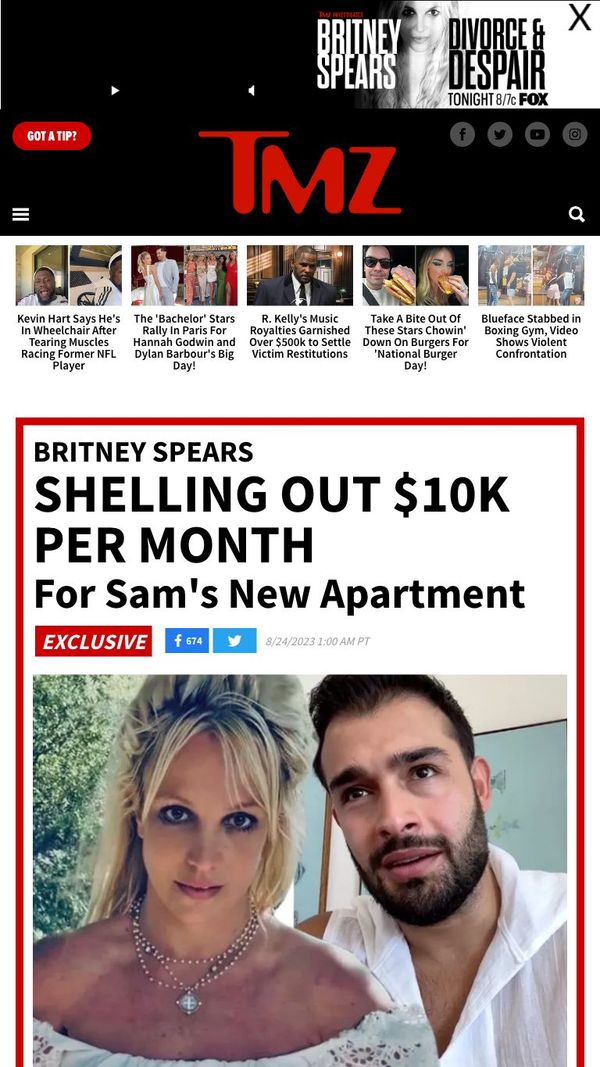 TMZ INVESTIGATES
BRITNEY
SPEARS
DIVORCE &
DESPAIR
TONIGHT 8/7c FOX
X
GOT A TIP?
TMZ
Kevin Hart Says He's
In Wheelchair After
Tearing Muscles
Racing Former NFL
Player
The 'Bachelor' Stars
Rally In Paris For
Hannah Godwin and
Dylan Barbour's Big
Day!
R. Kelly's Music
Royalties Garnished
Over $500k to Settle
Victim Restitutions
Take A Bite Out Of
These Stars Chowin'
Down On Burgers For
'National Burger
Day!
Blueface Stabbed in
Boxing Gym, Video
Shows Violent
Confrontation
BRITNEY SPEARS
SHELLING OUT $10K
PER MONTH
For Sam's New Apartment
EXCLUSIVE
f 674
8/24/2023 1:00 AM PT